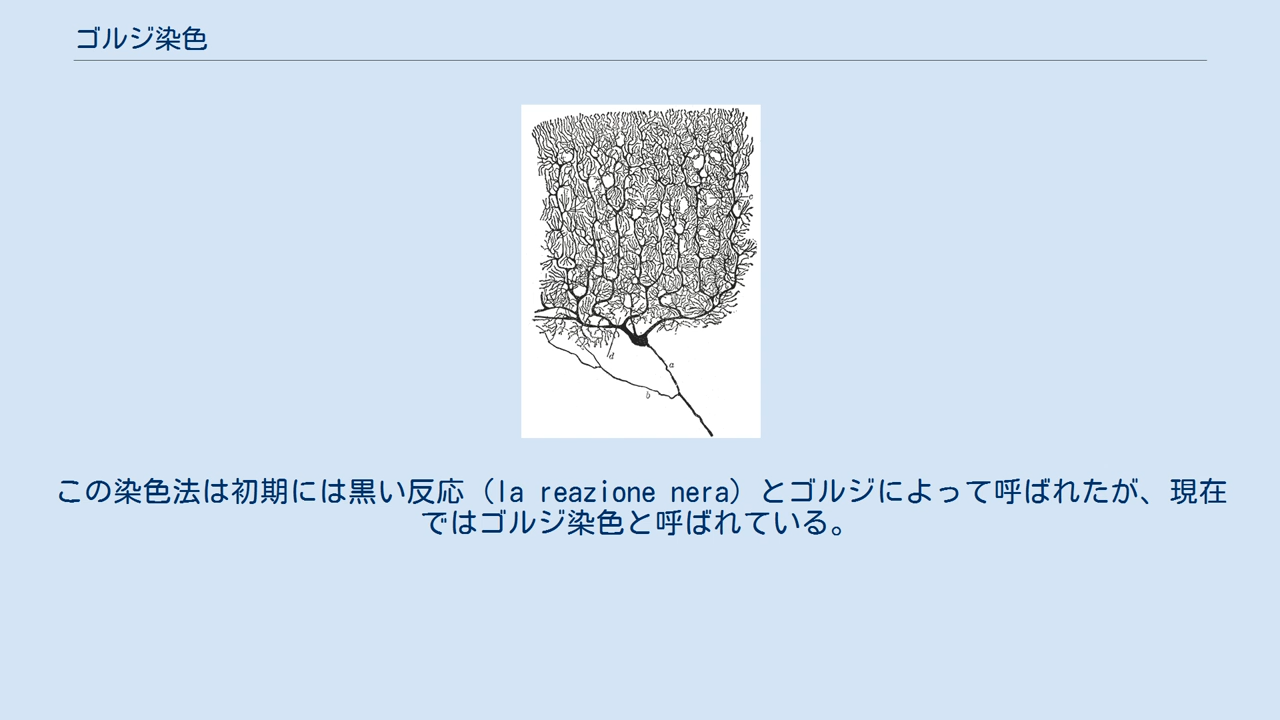 ゴルジ染色
d
a
b
この染色法は初期には黒い反応（la reazione nera）とゴルジによって呼ばれたが、現在
ではゴルジ染色と呼ばれている。